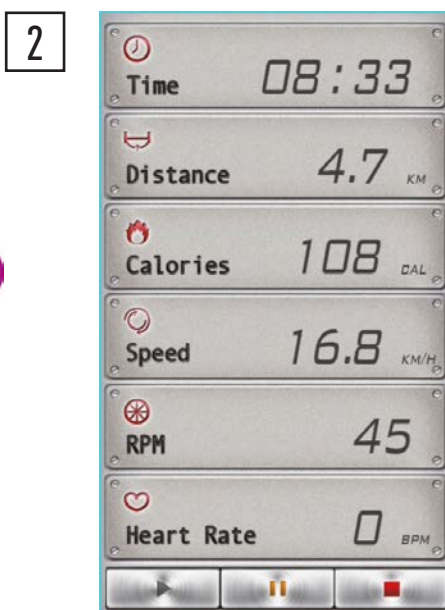 2
Time 08:33
Distance 4.7 KM
Calories 108 CAL
Speed 16.8 KM/H
RPM 45
Heart Rate 0 BPM